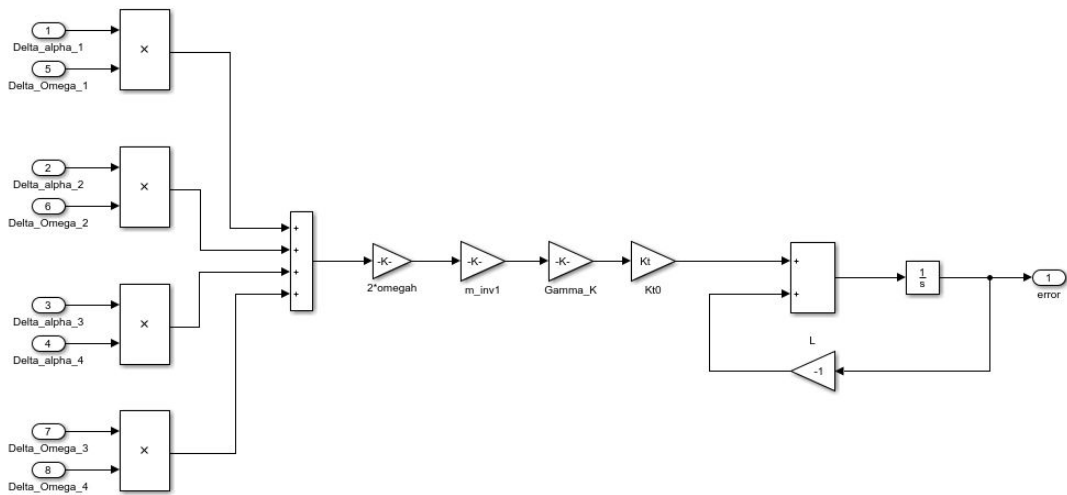 1
Delta_alpha_1
5
Delta_Omega_1
×
2
Delta_alpha_2
6
Delta_Omega_2
×
3
Delta_alpha_3
4
Delta_alpha_4
×
7
Delta_Omega_3
8
Delta_Omega_4
×
+
+
+
+
-K-
2*omegah
-K-
m_inv1
-K-
Gamma_K
Kt
Kt0
+
+
1
s
1
error
L
-1